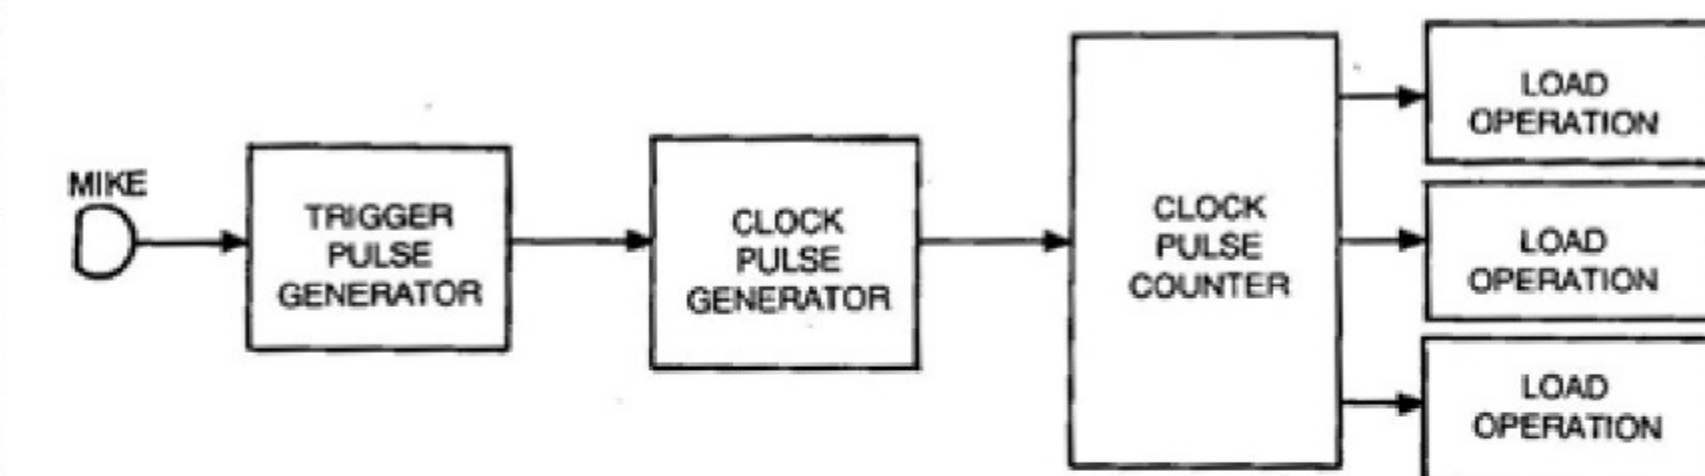 MIKE
TRIGGER
PULSE
GENERATOR
CLOCK
PULSE
GENERATOR
CLOCK
PULSE
COUNTER
LOAD
OPERATION
LOAD
OPERATION
LOAD
OPERATION